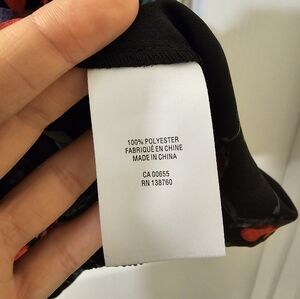 100% POLYESTER
FABRIQUÉ EN CHINE
MADE IN CHINA
CA 00655
RN 138760